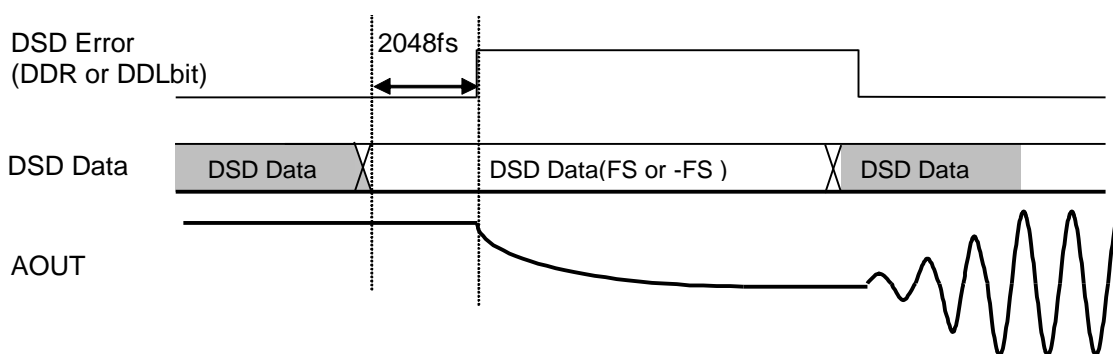 DSD Error
(DDR or DDLbit)
2048fs
DSD Data
DSD Data
DSD Data(FS or -FS )
DSD Data
AOUT